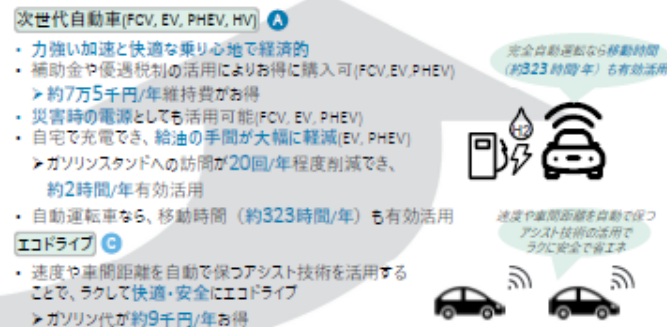 次世代自動車(FCV, EV, PHEV, HV) A
・ 力強い加速と快適な乗り心地で経済的
・ 補助金や優遇税制の活用によりお得に購入可(FCV,EV,PHEV)
➤約7万5千円/年維持費がお得
・ 災害時の電源としても活用可能(FCV, EV, PHEV)
・ 自宅で充電でき、給油の手間が大幅に軽減(EV, PHEV)
➤ガソリンスタンドへの訪問が20回/年程度削減でき、
約2時間/年有効活用
・ 自動運転車なら、移動時間（約323時間/年）も有効活用
完全自動運転なら移動時間
（約323時間/年）も有効活用
H2
エコドライブ C
・ 速度や車間距離を自動で保つアシスト技術を活用する
ことで、ラクして快適・安全にエコドライブ
➤ガソリン代が約9千円/年お得
速度や車間距離を自動で保つ
アシスト技術の活用で
ラクに安全で省エネ